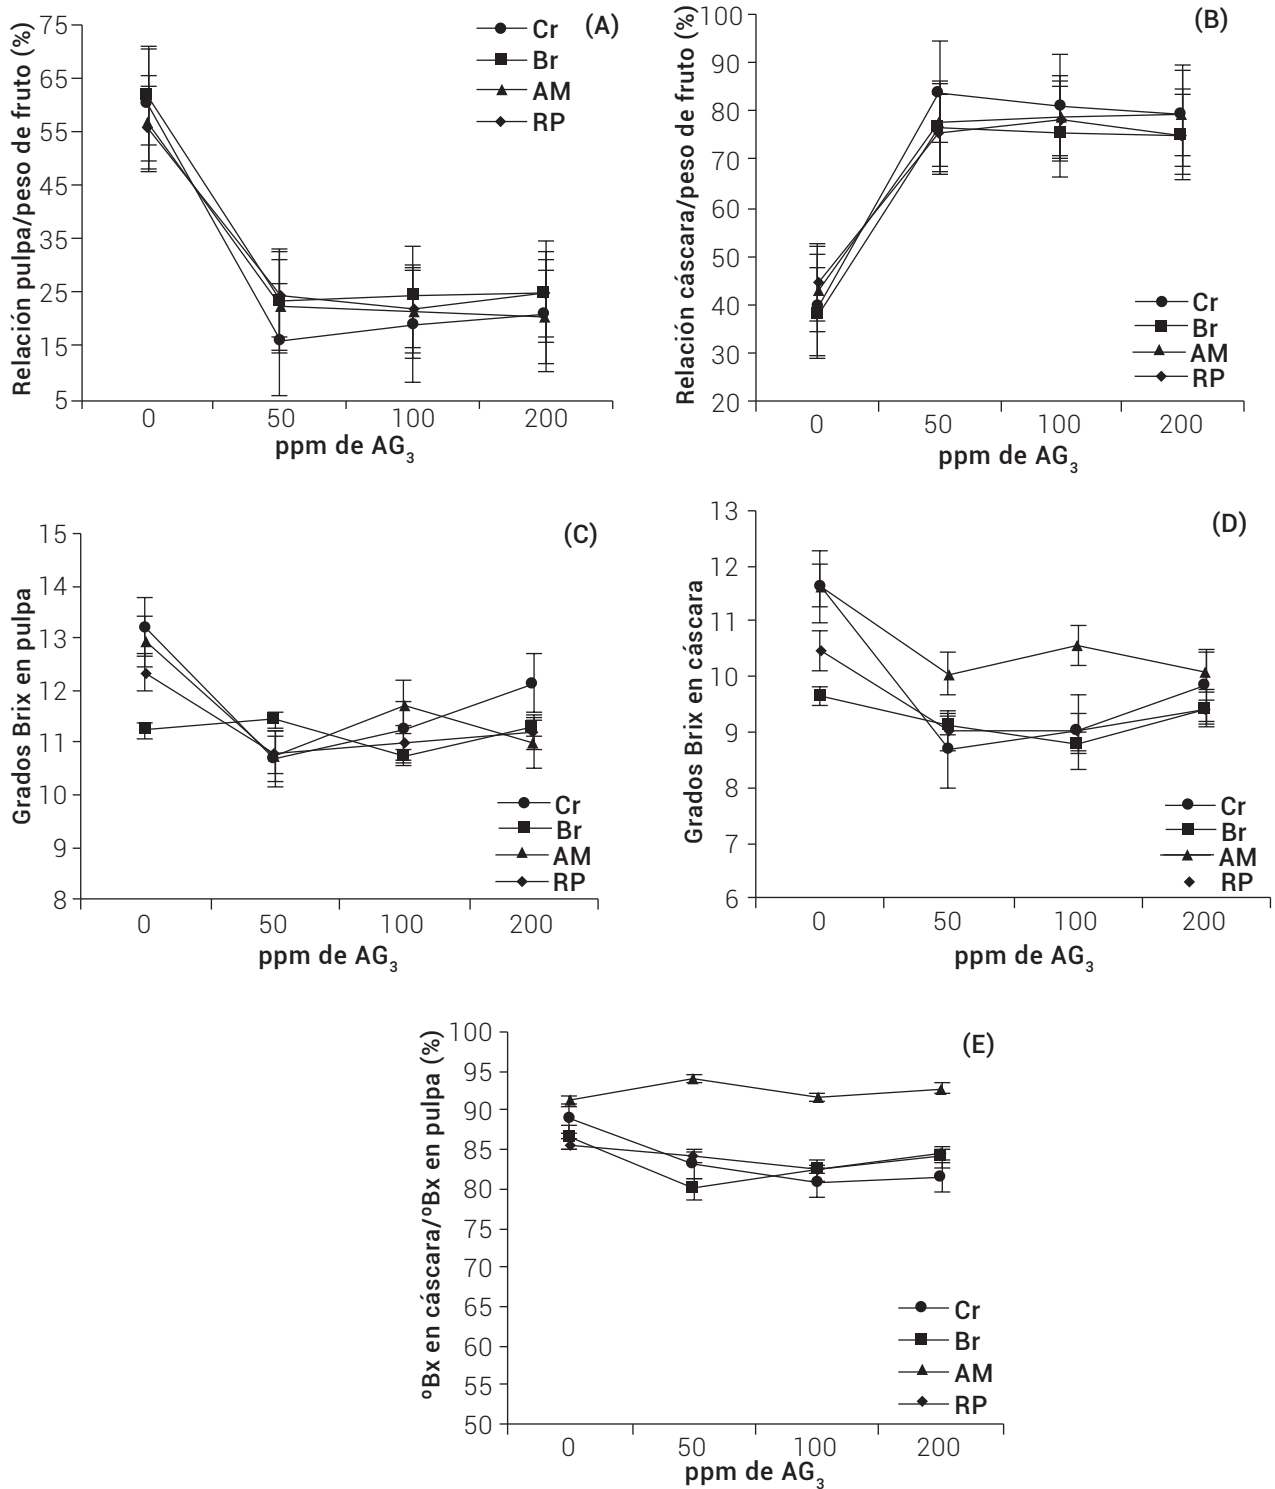 (A)
Relación pulpa/peso de fruto (%)
75
65
55
45
35
25
15
5
0 50 100 200
ppm de AG3
Cr
Br
AM
RP
(B)
Relación cáscara/peso de fruto (%)
100
90
80
70
60
50
40
30
20
0 50 100 200
ppm de AG3
Cr
Br
AM
RP
(C)
Grados Brix en pulpa
15
14
13
12
11
10
9
8
0 50 100 200
ppm de AG3
Cr
Br
AM
RP
(D)
Grados Brix en cáscara
13
12
11
10
9
8
7
6
0 50 100 200
ppm de AG3
Cr
Br
AM
RP
(E)
ºBx en cáscara/ºBx en pulpa (%)
100
95
90
85
80
75
70
65
60
55
50
0 50 100 200
ppm de AG3
Cr
Br
AM
RP